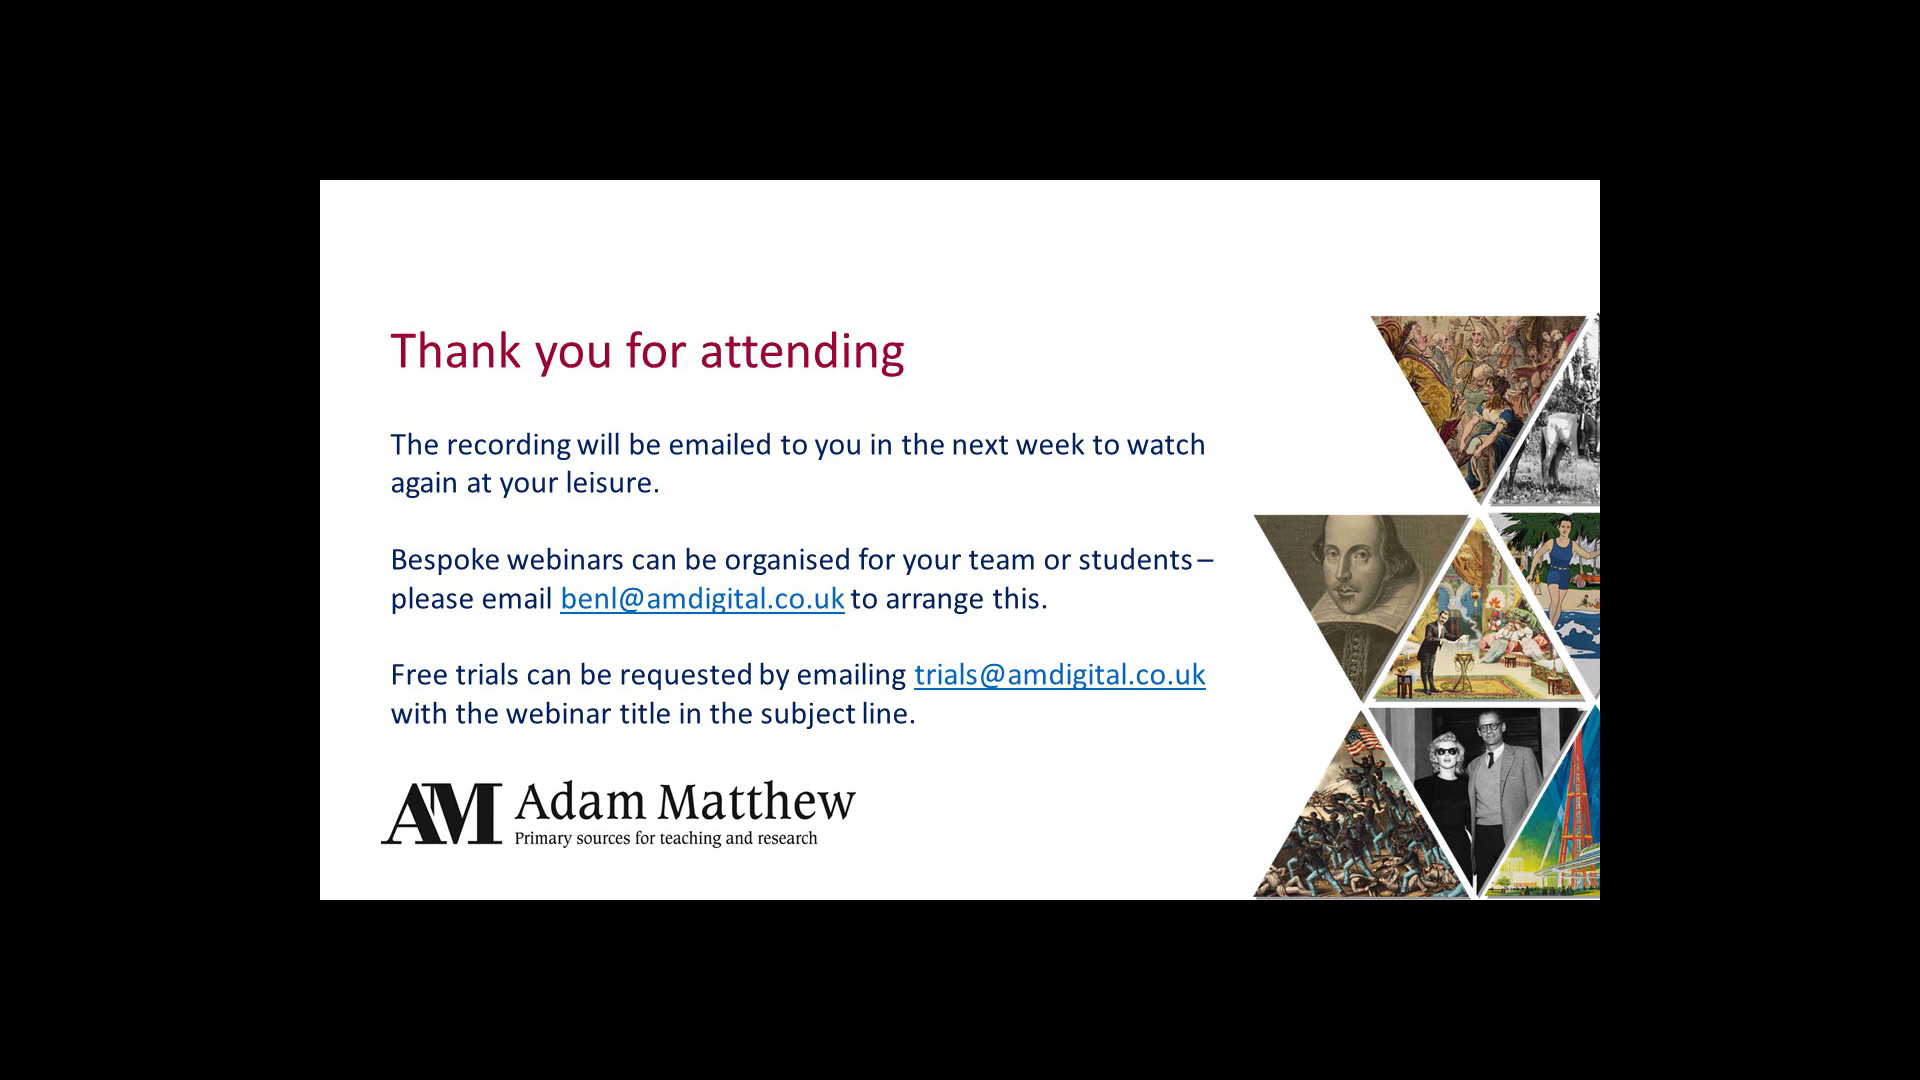 Thank you for attending
The recording will be emailed to you in the next week to watch
again at your leisure.
Bespoke webinars can be organised for your team or students –
please email benl@amdigital.co.uk to arrange this.
Free trials can be requested by emailing trials@amdigital.co.uk
with the webinar title in the subject line.
AM Adam Matthew
Primary sources for teaching and research